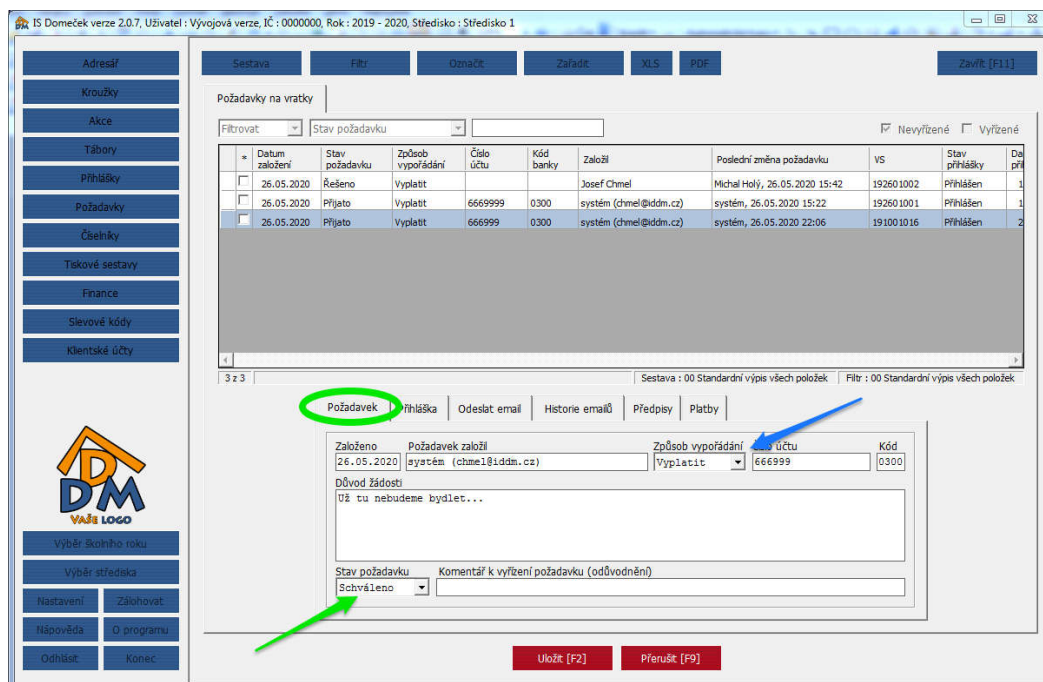 IS Domeček verze 2.0.7, Uživatel : Vývojová verze, IČ : 0000000, Rok : 2019 - 2020, Středisko : Středisko 1
Adresář
Kroužky
Akce
Tábory
Přihlášky
Požadavky
Číselníky
Tiskové sestavy
Finance
Slevové kódy
Klientské účty
DDM
VAŠE LOGO
Výběr školního roku
Výběr střediska
Nastavení Zálohovat
Nápověda O programu
Odhlásit Konec
Sestava Filtr Označit Zařadit XLS PDF Zavřít [F11]
Požadavky na vratky
Filtrovat Stav požadavku Nevyřízené Vyřízené
* Datum založení Stav požadavku Způsob vypořádání Číslo účtu Kód banky Založil Poslední změna požadavku VS Stav přihlášky Da při
26.05.2020 Řešeno Vyplatit Josef Chmel Michal Holý, 26.05.2020 15:42 192601002 Přihlášen 1
26.05.2020 Přijato Vyplatit 6669999 0300 systém (chmel@iddm.cz) systém, 26.05.2020 15:22 192601001 Přihlášen 1
26.05.2020 Přijato Vyplatit 666999 0300 systém (chmel@iddm.cz) systém, 26.05.2020 22:06 191001016 Přihlášen 2
3 z 3 Sestava : 00 Standardní výpis všech položek Filtr : 00 Standardní výpis všech položek
Požadavek Přihláška Odeslat email Historie emailů Předpisy Platby
Založeno Požadavek založil Způsob vypořádání účtu Kód
26.05.2020 systém (chmel@iddm.cz) Vyplatit 666999 0300
Důvod žádosti
Už tu nebudeme bydlet...
Stav požadavku Komentář k vyřízení požadavku (odůvodnění)
Schváleno
Uložit [F2] Přerušit [F9]